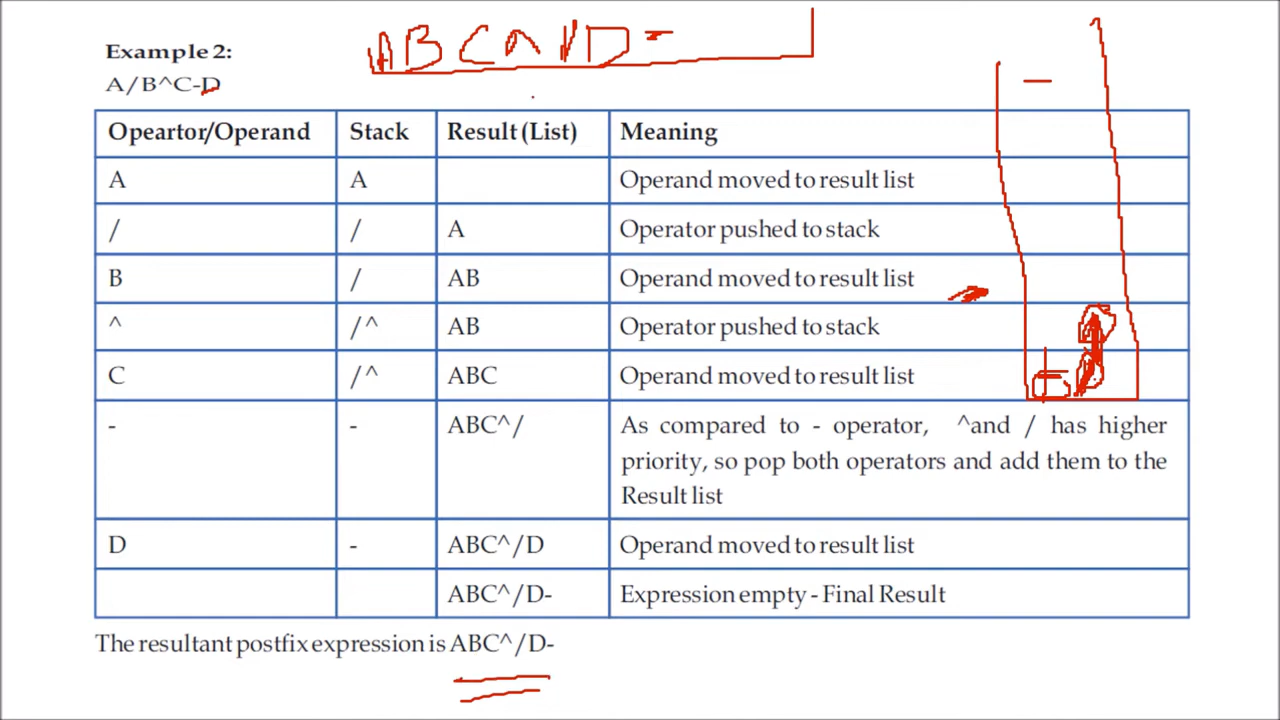 ABC^/D-
Example 2:
A/B^C-D
Opeartor/Operand Stack Result (List) Meaning
A A Operand moved to result list
/ / A Operator pushed to stack
B / AB Operand moved to result list
^ /^ AB Operator pushed to stack
C /^ ABC Operand moved to result list
- - ABC^/ As compared to - operator, ^and / has higher
priority, so pop both operators and add them to the
Result list
D - ABC^/D Operand moved to result list
ABC^/D- Expression empty - Final Result
The resultant postfix expression is ABC^/D-